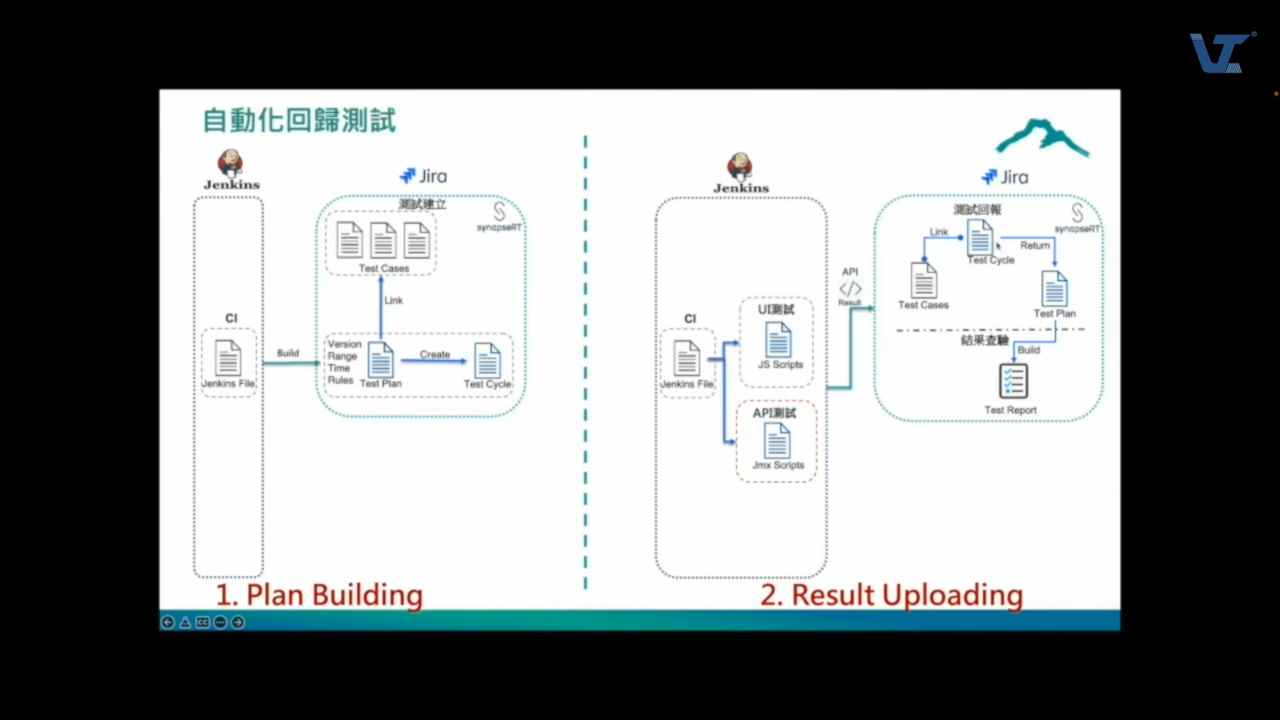 自動化回歸測試
Jenkins
Jira
測試建立
synapseRT
Test Cases
Link
CI
Jenkins File
Build
Version
Range
Time
Rules
Test Plan
Create
Test Cycle
1. Plan Building
Jenkins
Jira
測試回報
synapseRT
Link
Test Cycle
Return
Test Cases
Test Plan
API
Result
CI
Jenkins File
UI測試
JS Scripts
API測試
Jmx Scripts
結果查驗
Build
Test Report
2. Result Uploading